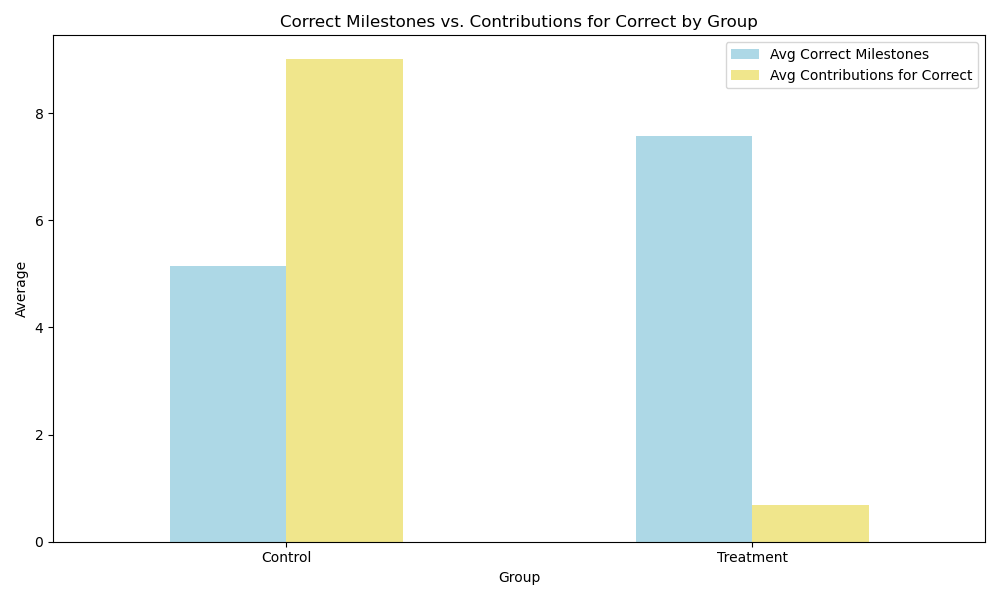 Correct Milestones vs. Contributions for Correct by Group
Avg Correct Milestones
Avg Contributions for Correct
8
6
4
2
0
Average
Control
Treatment
Group